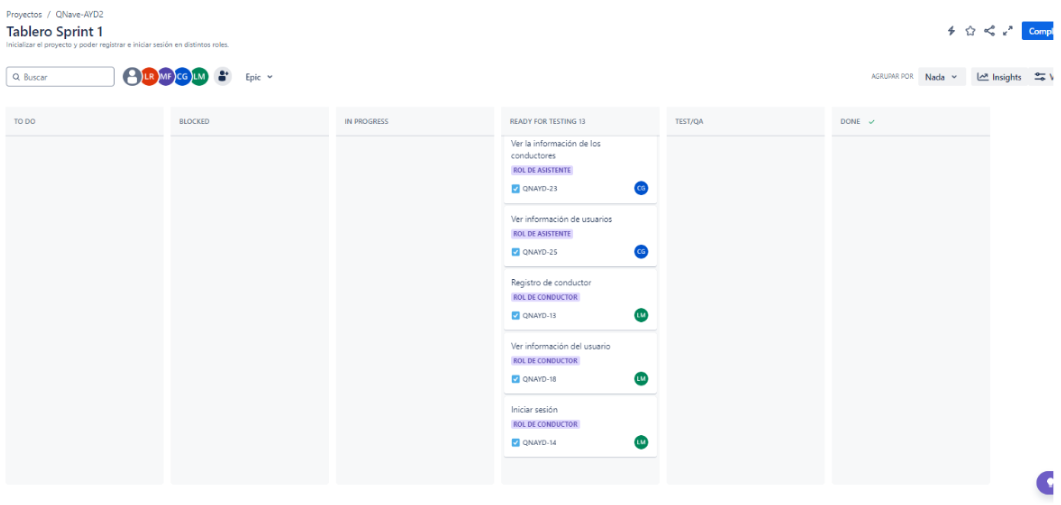 Proyectos / QNave-AYD2
Tablero Sprint 1
Inicializar el proyecto y poder registrar e iniciar sesión en distintos roles.
Compl
Buscar
LR MF CG LM
Epic
AGRUPAR POR Nada
Insights
TO DO
BLOCKED
IN PROGRESS
READY FOR TESTING 13
TEST/QA
DONE
Ver la información de los
conductores
ROL DE ASISTENTE
QNAYD-23
CG
Ver información de usuarios
ROL DE ASISTENTE
QNAYD-25
CG
Registro de conductor
ROL DE CONDUCTOR
QNAYD-13
LM
Ver información del usuario
ROL DE CONDUCTOR
QNAYD-18
LM
Iniciar sesión
ROL DE CONDUCTOR
QNAYD-14
LM